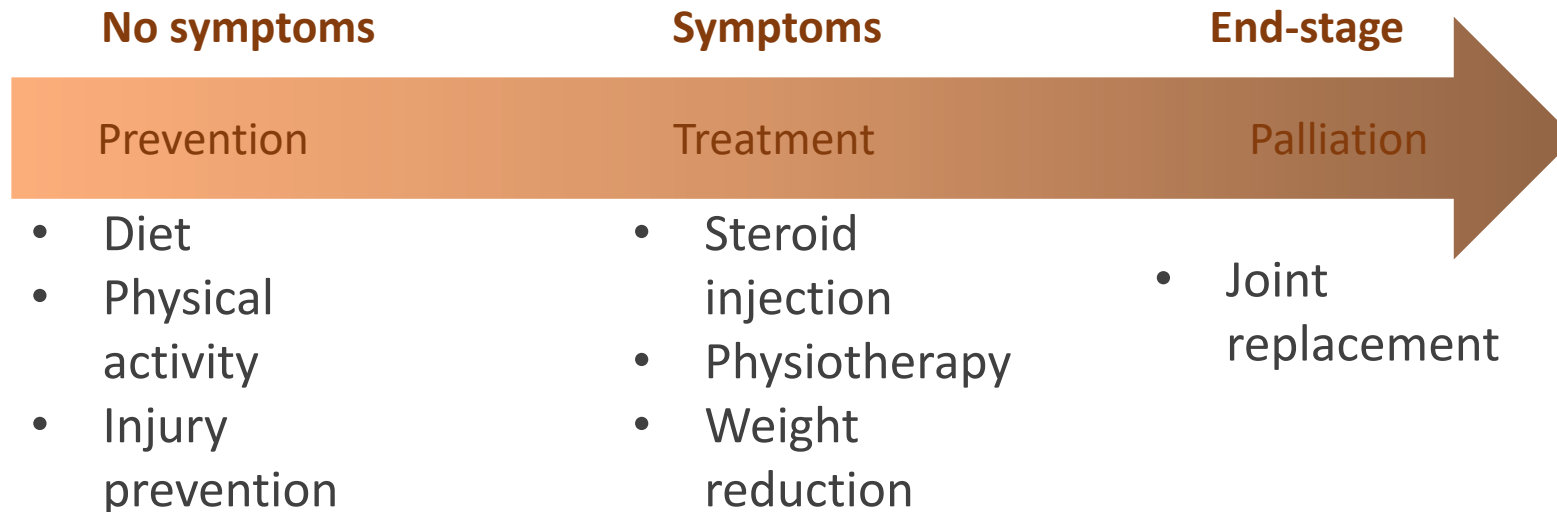 No symptoms
Symptoms
End-stage
Prevention
Treatment
Palliation
• Diet
• Physical
activity
• Injury
prevention
• Steroid
injection
• Physiotherapy
• Weight
reduction
• Joint
replacement